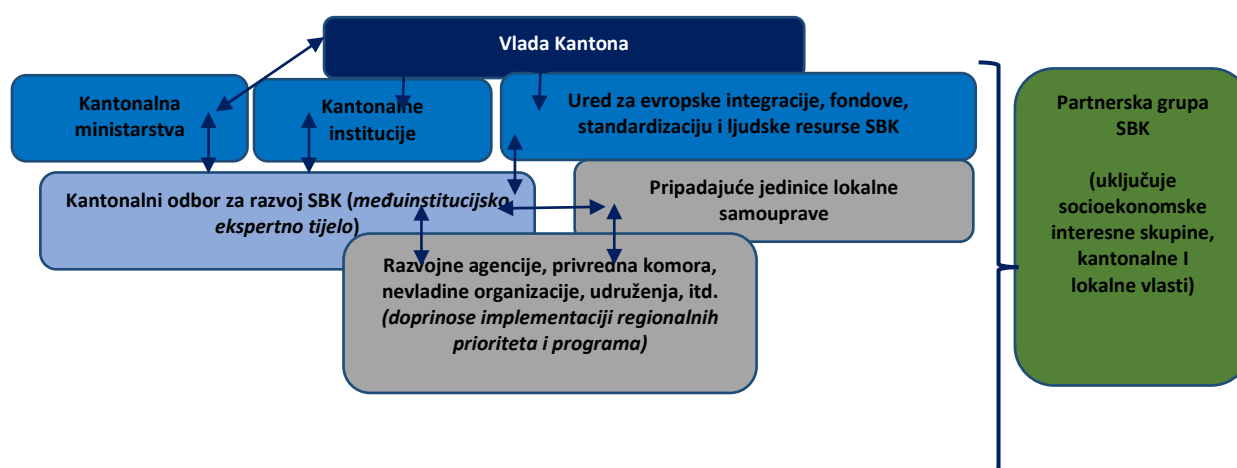 Vlada Kantona
Kantonalna
ministarstva
Kantonalne
institucije
Ured za evropske integracije, fondove,
standardizaciju i ljudske resurse SBK
Kantonalni odbor za razvoj SBK (međuinstitucijsko
ekspertno tijelo)
Pripadajuće jedinice lokalne
samouprave
Razvojne agencije, privredna komora,
nevladine organizacije, udruženja, itd.
(doprinose implementaciji regionalnih
prioriteta i programa)
Partnerska grupa
SBK
(uključuje
socioekonomske
interesne skupine,
kantonalne I
lokalne vlasti)